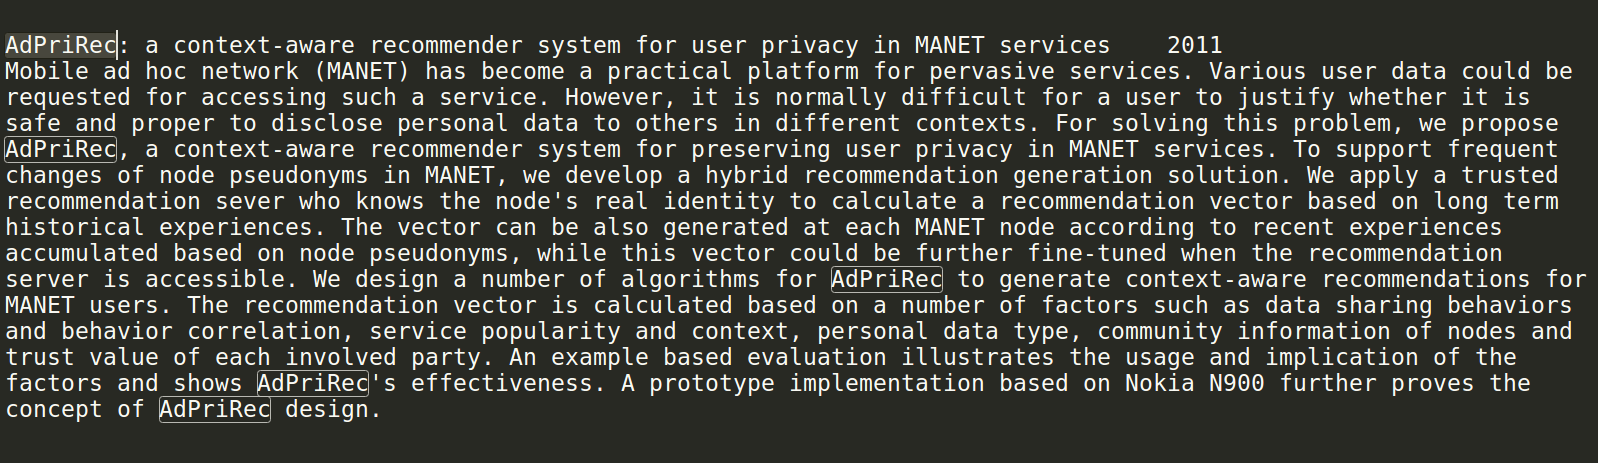 AdPriRec: a context-aware recommender system for user privacy in MANET services    2011
Mobile ad hoc network (MANET) has become a practical platform for pervasive services. Various user data could be
requested for accessing such a service. However, it is normally difficult for a user to justify whether it is
safe and proper to disclose personal data to others in different contexts. For solving this problem, we propose
AdPriRec, a context-aware recommender system for preserving user privacy in MANET services. To support frequent
changes of node pseudonyms in MANET, we develop a hybrid recommendation generation solution. We apply a trusted
recommendation sever who knows the node's real identity to calculate a recommendation vector based on long term
historical experiences. The vector can be also generated at each MANET node according to recent experiences
accumulated based on node pseudonyms, while this vector could be further fine-tuned when the recommendation
server is accessible. We design a number of algorithms for AdPriRec to generate context-aware recommendations for
MANET users. The recommendation vector is calculated based on a number of factors such as data sharing behaviors
and behavior correlation, service popularity and context, personal data type, community information of nodes and
trust value of each involved party. An example based evaluation illustrates the usage and implication of the
factors and shows AdPriRec's effectiveness. A prototype implementation based on Nokia N900 further proves the
concept of AdPriRec design.